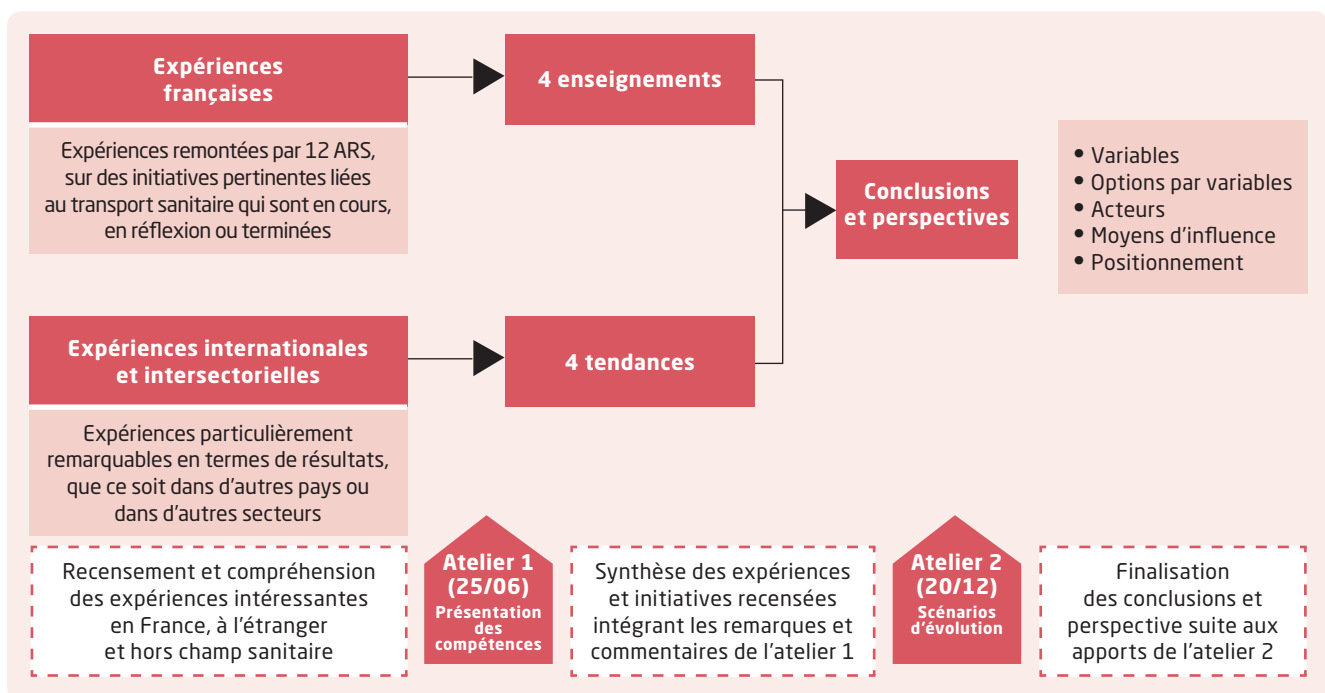 Expériences
françaises
Expériences remontées par 12 ARS,
sur des initiatives pertinentes liées
au transport sanitaire qui sont en cours,
en réflexion ou terminées
4 enseignements
Expériences internationales
et intersectorielles
Expériences particulièrement
remarquables en termes de résultats,
que ce soit dans d'autres pays ou
dans d'autres secteurs
4 tendances
Conclusions
et perspectives
• Variables
• Options par variables
• Acteurs
• Moyens d'influence
• Positionnement
Recensement et compréhension
des expériences intéressantes
en France, à l'étranger
et hors champ sanitaire
Atelier 1
(25/06)
Présentation
des
compétences
Synthèse des expériences
et initiatives recensées
intégrant les remarques et
commentaires de l'atelier 1
Atelier 2
(20/12)
Scénarios
d'évolution
Finalisation
des conclusions et
perspective suite aux
apports de l'atelier 2